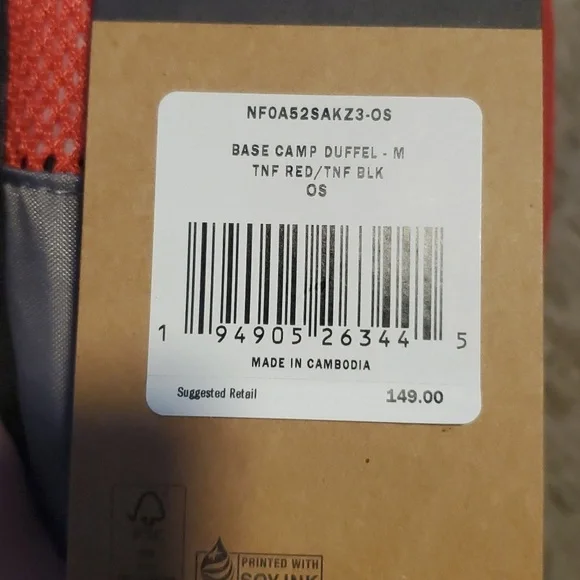 NF0A52SAKZ3-OS
BASE CAMP DUFFEL - M
TNF RED/TNF BLK
OS
1 94905 26344 5
MADE IN CAMBODIA
Suggested Retail 149.00
PRINTED WITH
SOY INK